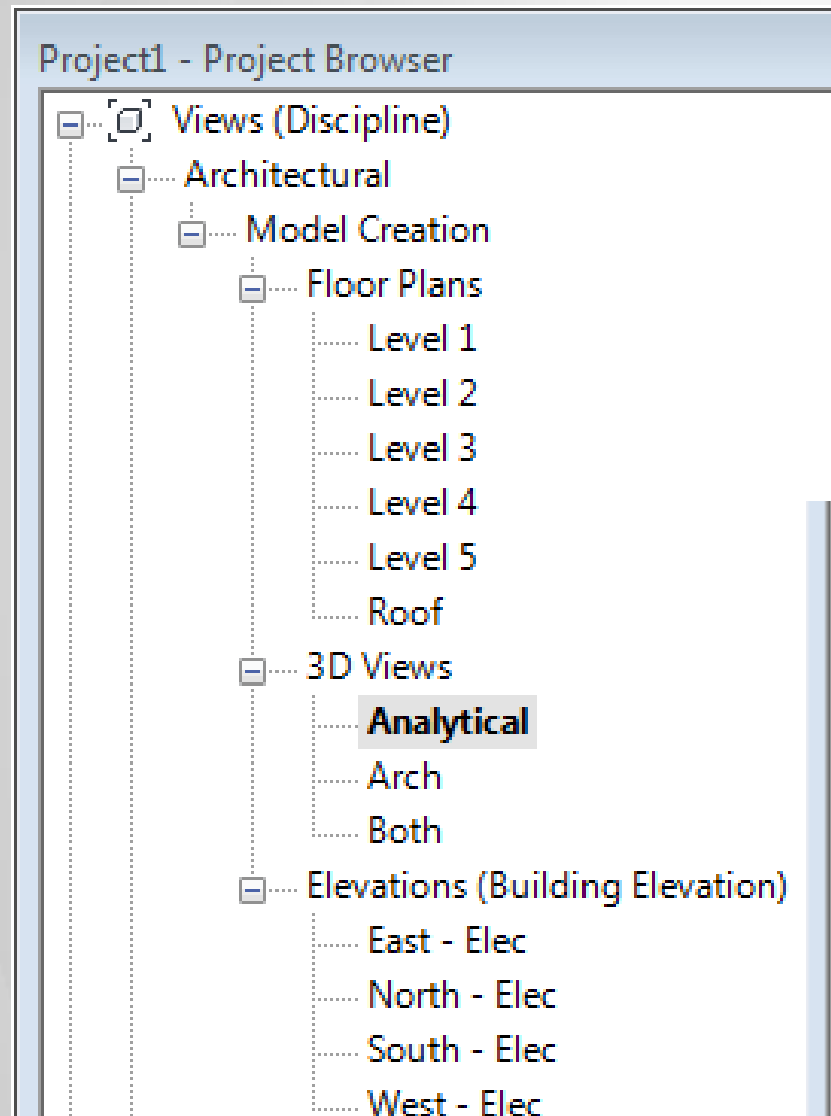 Project1 - Project Browser
Views (Discipline)
Architectural
Model Creation
Floor Plans
Level 1
Level 2
Level 3
Level 4
Level 5
Roof
3D Views
Analytical
Arch
Both
Elevations (Building Elevation)
East - Elec
North - Elec
South - Elec
West - Elec